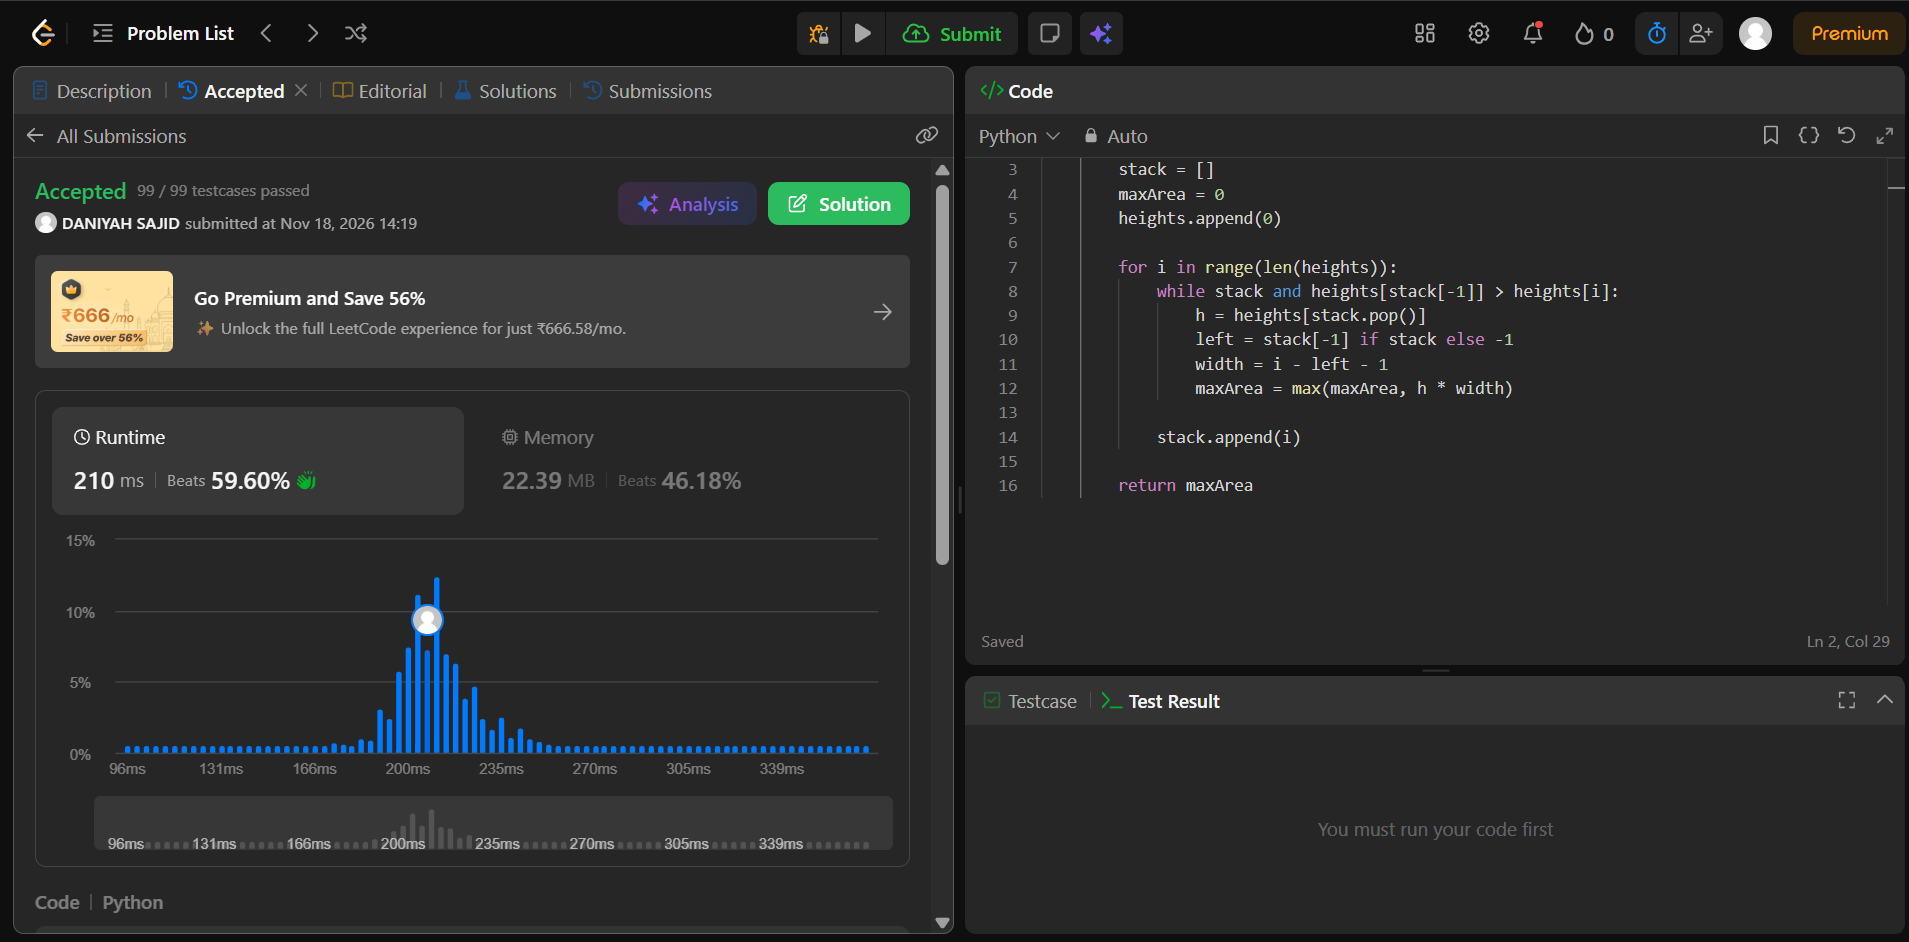 Problem List
Submit
0
Premium
Description
Accepted
Editorial
Solutions
Submissions
All Submissions
Accepted 99 / 99 testcases passed
DANIYAH SAJID submitted at Nov 18, 2026 14:19
Analysis
Solution
₹666/mo
Save over 56%
Go Premium and Save 56%
Unlock the full LeetCode experience for just ₹666.58/mo.
Runtime
210 ms Beats 59.60%
Memory
22.39 MB Beats 46.18%
15%
10%
5%
0%
96ms 131ms 166ms 200ms 235ms 270ms 305ms 339ms
96ms 131ms 166ms 200ms 235ms 270ms 305ms 339ms
Code Python
</> Code
Python Auto
3 stack = []
4 maxArea = 0
5 heights.append(0)
6
7 for i in range(len(heights)):
8 while stack and heights[stack[-1]] > heights[i]:
9 h = heights[stack.pop()]
10 left = stack[-1] if stack else -1
11 width = i - left - 1
12 maxArea = max(maxArea, h * width)
13
14 stack.append(i)
15
16 return maxArea
Saved
Ln 2, Col 29
Testcase
Test Result
You must run your code first